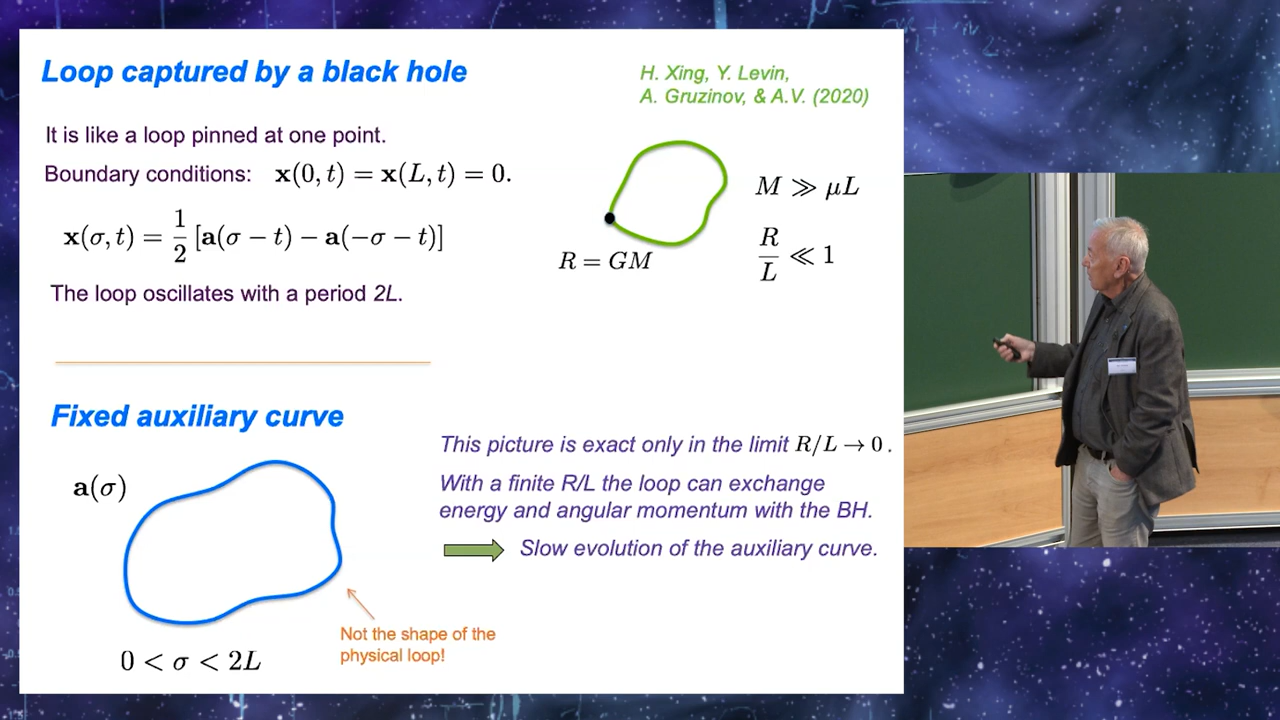 Loop captured by a black hole
H. Xing, Y. Levin,
A. Gruzinov, & A.V. (2020)
It is like a loop pinned at one point.
Boundary conditions: x(0, t) = x(L, t) = 0.
x(σ, t) = 1/2 [a(σ − t) − a(−σ − t)]
The loop oscillates with a period 2L.
R = GM
M ≫ μL
R/L ≪ 1
Fixed auxiliary curve
a(σ)
0 < σ < 2L
Not the shape of the
physical loop!
This picture is exact only in the limit R/L → 0 .
With a finite R/L the loop can exchange
energy and angular momentum with the BH.
Slow evolution of the auxiliary curve.